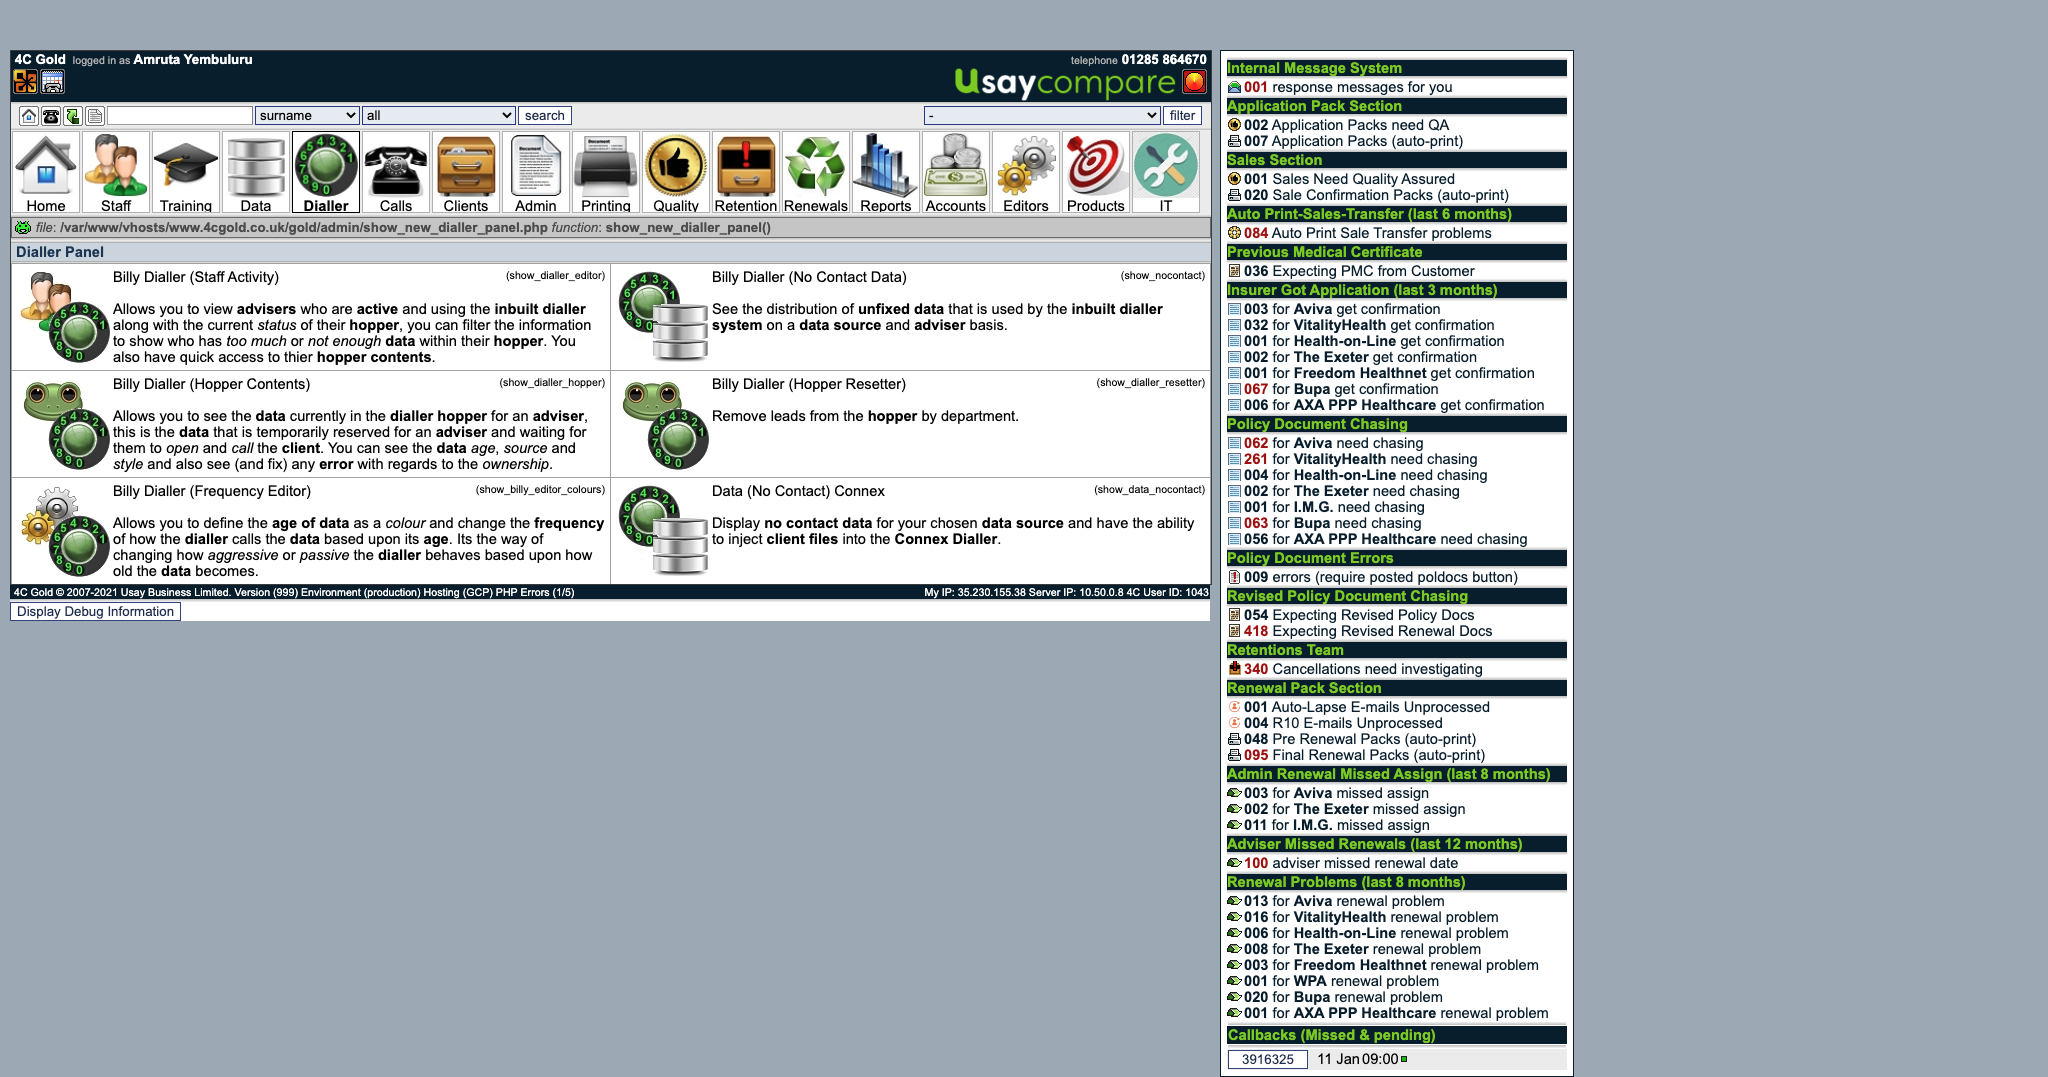 4C Gold logged in as Amruta Yembuluru
telephone 01285 864670
Usaycompare
surname
all
search
-
filter
Home
Staff
Training
Data
Dialler
Calls
Clients
Admin
Printing
Quality
Retention
Renewals
Reports
Accounts
Editors
Products
IT
file: /var/www/vhosts/www.4cgold.co.uk/gold/admin/show_new_dialler_panel.php function: show_new_dialler_panel()
Dialler Panel
Billy Dialler (Staff Activity) (show_dialler_editor)
Allows you to view advisers who are active and using the inbuilt dialler
along with the current status of their hopper, you can filter the information
to show who has too much or not enough data within their hopper. You
also have quick access to thier hopper contents.
Billy Dialler (No Contact Data) (show_nocontact)
See the distribution of unfixed data that is used by the inbuilt dialler
system on a data source and adviser basis.
Billy Dialler (Hopper Contents) (show_dialler_hopper)
Allows you to see the data currently in the dialler hopper for an adviser,
this is the data that is temporarily reserved for an adviser and waiting for
them to open and call the client. You can see the data age, source and
style and also see (and fix) any error with regards to the ownership.
Billy Dialler (Hopper Resetter) (show_dialler_resetter)
Remove leads from the hopper by department.
Billy Dialler (Frequency Editor) (show_billy_editor_colours)
Allows you to define the age of data as a colour and change the frequency
of how the dialler calls the data based upon its age. Its the way of
changing how aggressive or passive the dialler behaves based upon how
old the data becomes.
Data (No Contact) Connex (show_data_nocontact)
Display no contact data for your chosen data source and have the ability
to inject client files into the Connex Dialler.
4C Gold © 2007-2021 Usay Business Limited. Version (999) Environment (production) Hosting (GCP) PHP Errors (1/5)
My IP: 35.230.155.38 Server IP: 10.50.0.8 4C User ID: 1043
Display Debug Information
Internal Message System
001 response messages for you
Application Pack Section
002 Application Packs need QA
007 Application Packs (auto-print)
Sales Section
001 Sales Need Quality Assured
020 Sale Confirmation Packs (auto-print)
Auto Print-Sales-Transfer (last 6 months)
084 Auto Print Sale Transfer problems
Previous Medical Certificate
036 Expecting PMC from Customer
Insurer Got Application (last 3 months)
003 for Aviva get confirmation
032 for VitalityHealth get confirmation
001 for Health-on-Line get confirmation
002 for The Exeter get confirmation
001 for Freedom Healthnet get confirmation
067 for Bupa get confirmation
006 for AXA PPP Healthcare get confirmation
Policy Document Chasing
062 for Aviva need chasing
261 for VitalityHealth need chasing
004 for Health-on-Line need chasing
002 for The Exeter need chasing
001 for I.M.G. need chasing
063 for Bupa need chasing
056 for AXA PPP Healthcare need chasing
Policy Document Errors
009 errors (require posted poldocs button)
Revised Policy Document Chasing
054 Expecting Revised Policy Docs
418 Expecting Revised Renewal Docs
Retentions Team
340 Cancellations need investigating
Renewal Pack Section
001 Auto-Lapse E-mails Unprocessed
004 R10 E-mails Unprocessed
048 Pre Renewal Packs (auto-print)
095 Final Renewal Packs (auto-print)
Admin Renewal Missed Assign (last 8 months)
003 for Aviva missed assign
002 for The Exeter missed assign
011 for I.M.G. missed assign
Adviser Missed Renewals (last 12 months)
100 adviser missed renewal date
Renewal Problems (last 8 months)
013 for Aviva renewal problem
016 for VitalityHealth renewal problem
006 for Health-on-Line renewal problem
008 for The Exeter renewal problem
003 for Freedom Healthnet renewal problem
001 for WPA renewal problem
020 for Bupa renewal problem
001 for AXA PPP Healthcare renewal problem
Callbacks (Missed & pending)
3916325 11 Jan 09:00